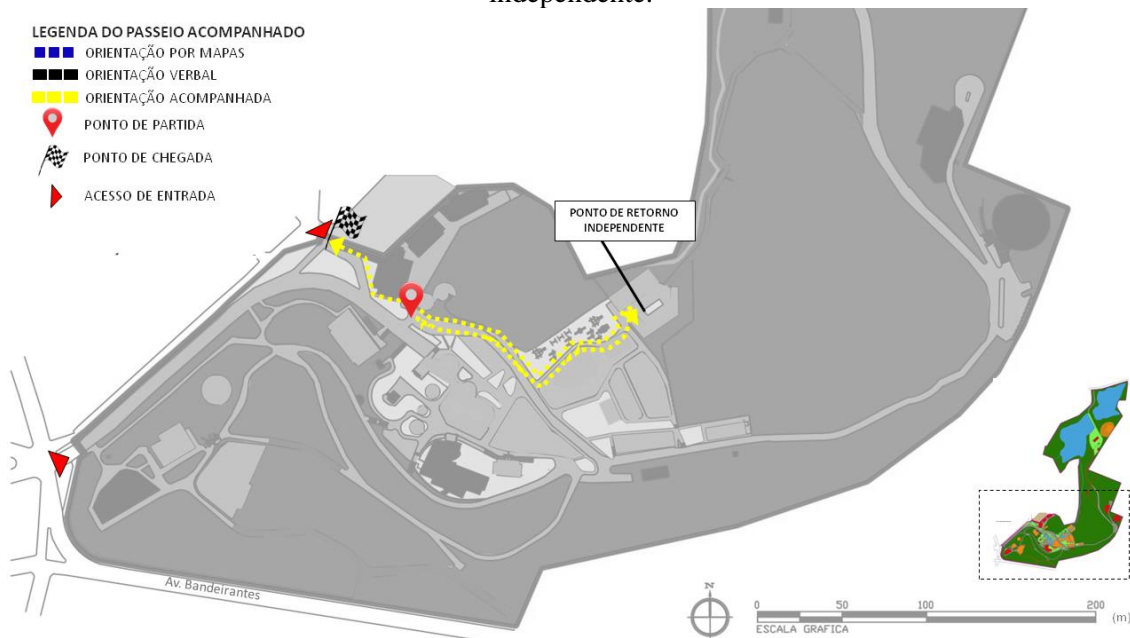 independente.
LEGENDA DO PASSEIO ACOMPANHADO
ORIENTAÇÃO POR MAPAS
ORIENTAÇÃO VERBAL
ORIENTAÇÃO ACOMPANHADA
PONTO DE PARTIDA
PONTO DE CHEGADA
ACESSO DE ENTRADA
PONTO DE RETORNO
INDEPENDENTE
Av. Bandeirantes
N
0 50 100 200 (m)
ESCALA GRAFICA